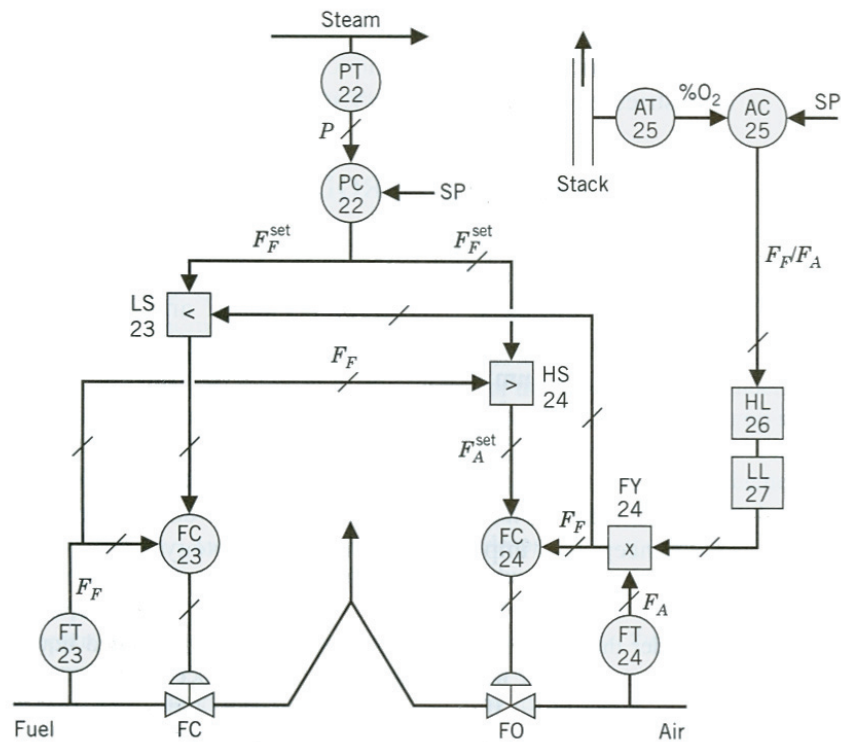 Steam
PT
22
P
PC
22
SP
AT
25
%O₂
AC
25
SP
Stack
F_F^set
F_F^set
F_F/F_A
LS
23
<
F_F
>
HS
24
HL
26
F_A^set
LL
27
FY
24
FC
23
FC
24
F_F
x
F_F
F_A
FT
23
FT
24
Fuel
FC
FO
Air